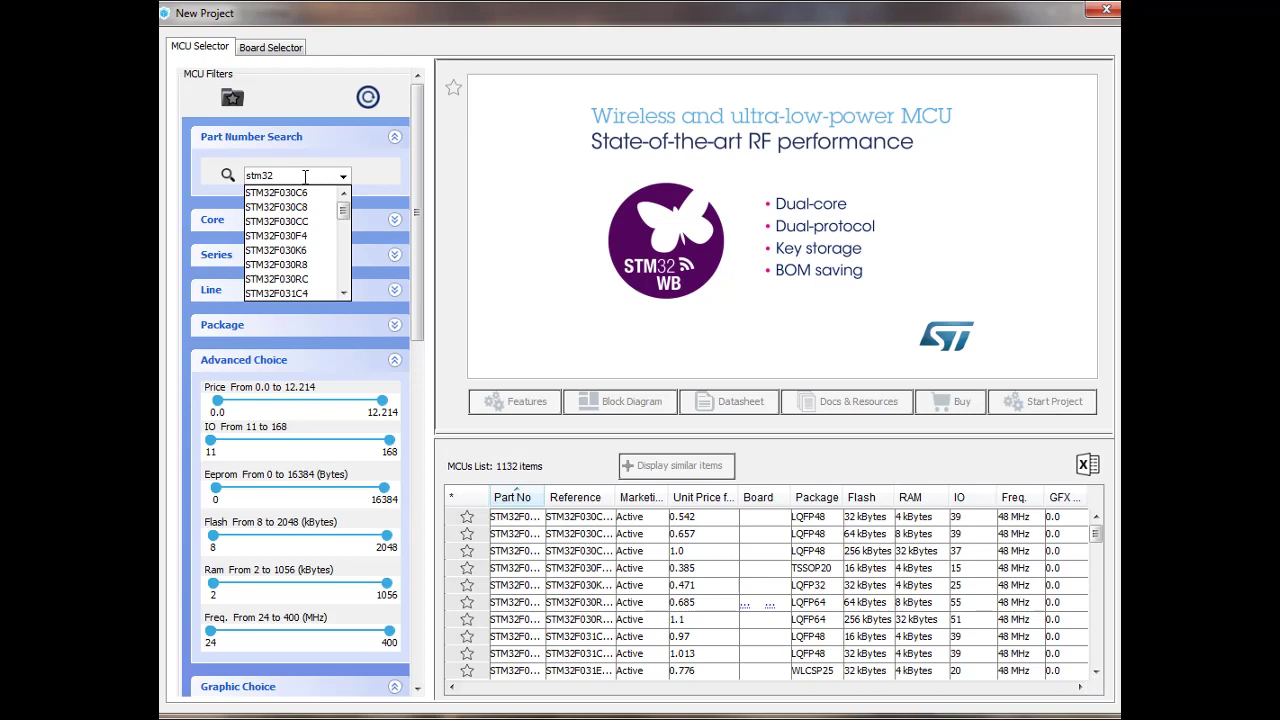 New Project
MCU Selector
Board Selector
MCU Filters
Part Number Search
stm32
STM32F030C6
STM32F030C8
STM32F030CC
STM32F030F4
STM32F030K6
STM32F030R8
STM32F030RC
STM32F031C4
Core
Series
Line
Package
Advanced Choice
Price From 0.0 to 12.214
0.0 12.214
IO From 11 to 168
11 168
Eeprom From 0 to 16384 (Bytes)
0 16384
Flash From 8 to 2048 (kBytes)
8 2048
Ram From 2 to 1056 (kBytes)
2 1056
Freq. From 24 to 400 (MHz)
24 400
Graphic Choice
Wireless and ultra-low-power MCU
State-of-the-art RF performance
STM32
WB
• Dual-core
• Dual-protocol
• Key storage
• BOM saving
ST
Features Block Diagram Datasheet Docs & Resources Buy Start Project
MCUs List: 1132 items
+ Display similar items
* Part No Reference Marketi... Unit Price f... Board Package Flash RAM IO Freq. GFX ...
STM32F0... STM32F030C... Active 0.542 LQFP48 32 kBytes 4 kBytes 39 48 MHz 0.0
STM32F0... STM32F030C... Active 0.657 LQFP48 64 kBytes 8 kBytes 39 48 MHz 0.0
STM32F0... STM32F030C... Active 1.0 LQFP48 256 kBytes 32 kBytes 37 48 MHz 0.0
STM32F0... STM32F030F... Active 0.385 TSSOP20 16 kBytes 4 kBytes 15 48 MHz 0.0
STM32F0... STM32F030K... Active 0.471 LQFP32 32 kBytes 4 kBytes 25 48 MHz 0.0
STM32F0... STM32F030R... Active 0.685 ... ... LQFP64 64 kBytes 8 kBytes 55 48 MHz 0.0
STM32F0... STM32F030R... Active 1.1 LQFP64 256 kBytes 32 kBytes 51 48 MHz 0.0
STM32F0... STM32F031C... Active 0.97 LQFP48 16 kBytes 4 kBytes 39 48 MHz 0.0
STM32F0... STM32F031C... Active 1.013 LQFP48 32 kBytes 4 kBytes 39 48 MHz 0.0
STM32F0... STM32F031E... Active 0.776 WLCSP25 32 kBytes 4 kBytes 20 48 MHz 0.0